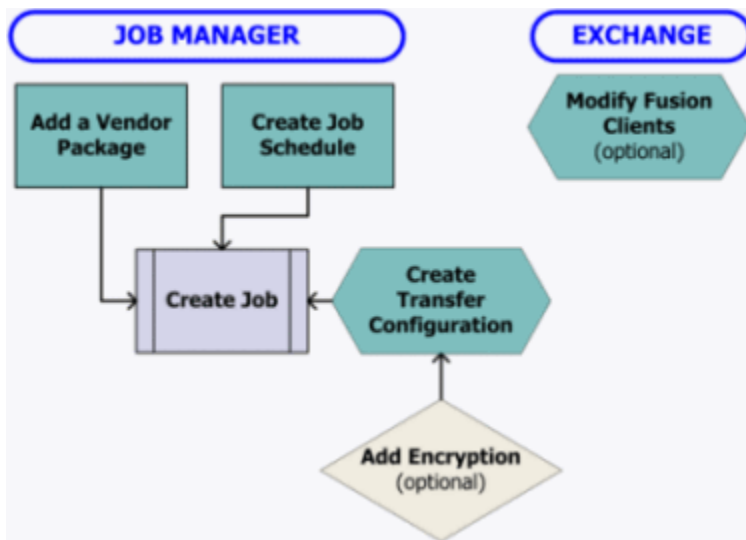 JOB MANAGER
EXCHANGE
Add a Vendor
Package
Create Job
Schedule
Modify Fusion
Clients
(optional)
Create Job
Create
Transfer
Configuration
Add Encryption
(optional)